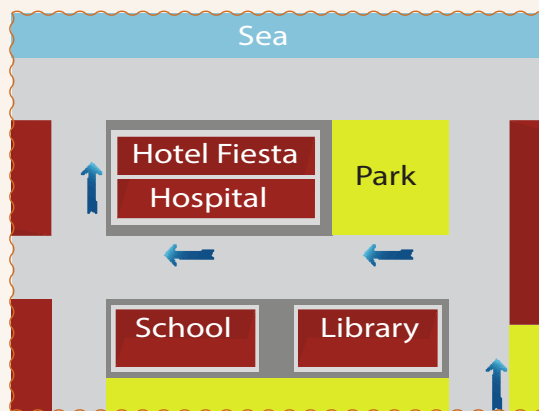 Sea
Hotel Fiesta
Hospital
Park
School
Library